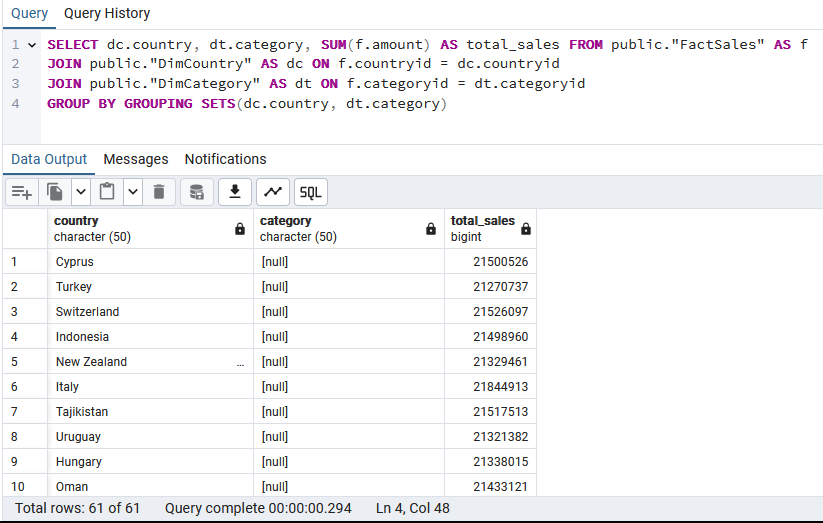 Query Query History
1 SELECT dc.country, dt.category, SUM(f.amount) AS total_sales FROM public."FactSales" AS f
2 JOIN public."DimCountry" AS dc ON f.countryid = dc.countryid
3 JOIN public."DimCategory" AS dt ON f.categoryid = dt.categoryid
4 GROUP BY GROUPING SETS(dc.country, dt.category)
Data Output Messages Notifications
SQL
country category total_sales
character (50) character (50) bigint
1 Cyprus [null] 21500526
2 Turkey [null] 21270737
3 Switzerland [null] 21526097
4 Indonesia [null] 21498960
5 New Zealand ... [null] 21329461
6 Italy [null] 21844913
7 Tajikistan [null] 21517513
8 Uruguay [null] 21321382
9 Hungary [null] 21338015
10 Oman [null] 21433121
Total rows: 61 of 61 Query complete 00:00:00.294 Ln 4, Col 48